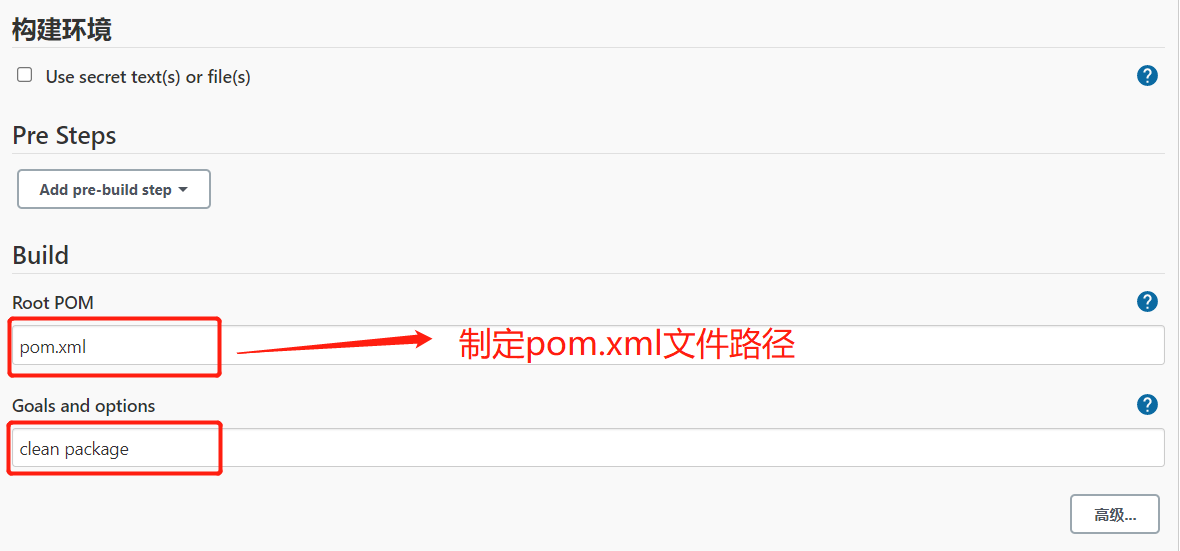 构建环境
Use secret text(s) or file(s)
?
Pre Steps
Add pre-build step
Build
Root POM
?
pom.xml
制定pom.xml文件路径
Goals and options
?
clean package
高级...